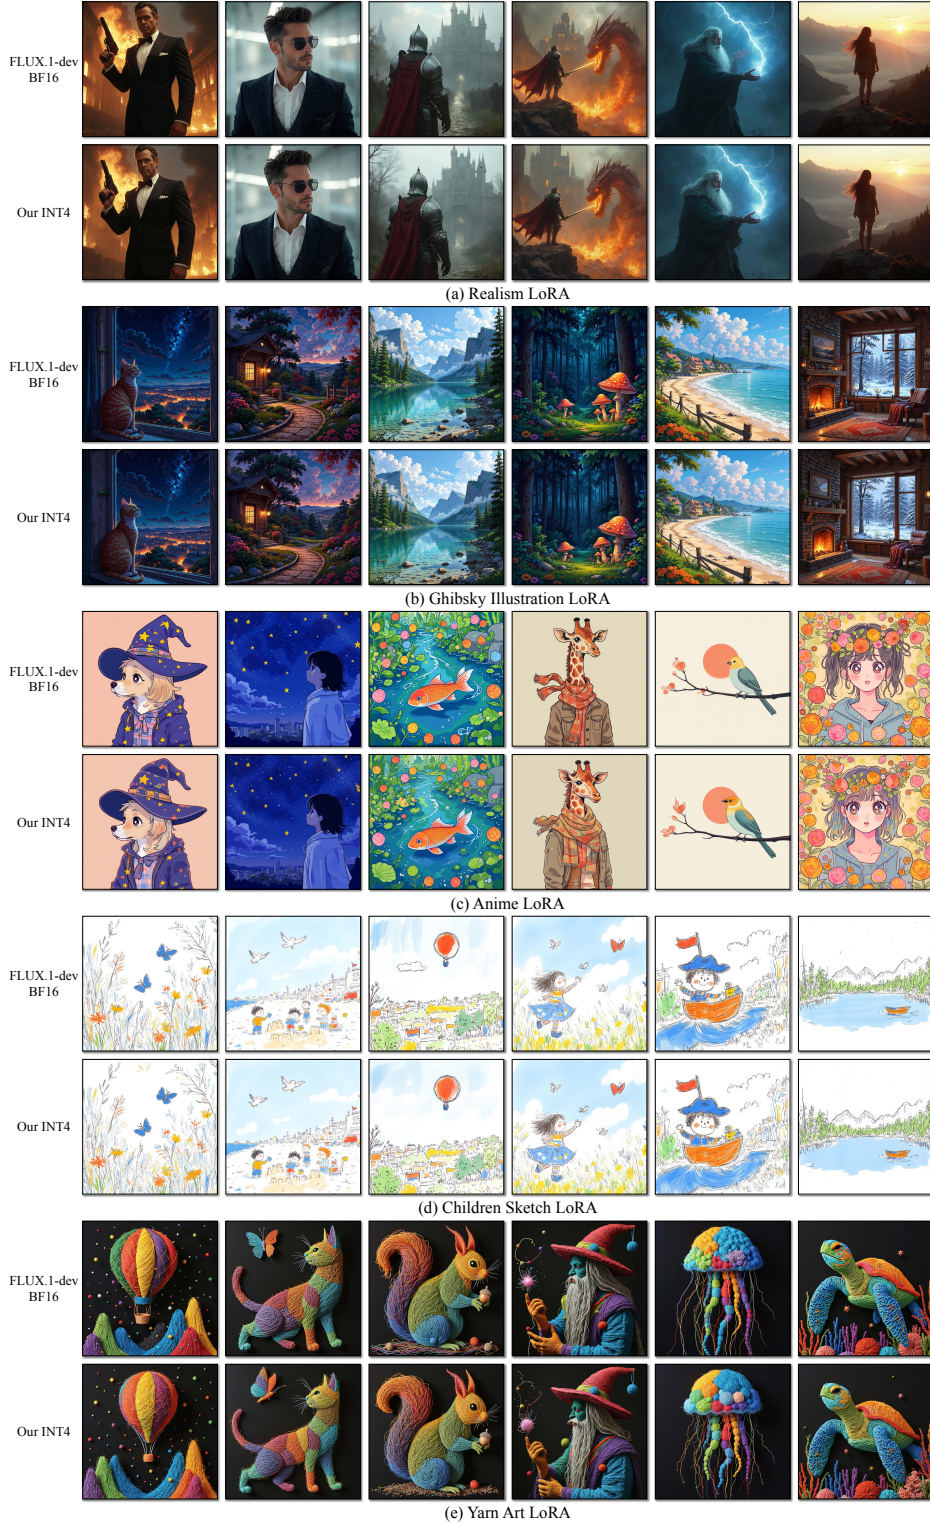 FLUX.1-dev
BF16
Our INT4
(a) Realism LoRA
FLUX.1-dev
BF16
Our INT4
(b) Ghibsky Illustration LoRA
FLUX.1-dev
BF16
Our INT4
(c) Anime LoRA
FLUX.1-dev
BF16
Our INT4
(d) Children Sketch LoRA
FLUX.1-dev
BF16
Our INT4
(e) Yarn Art LoRA